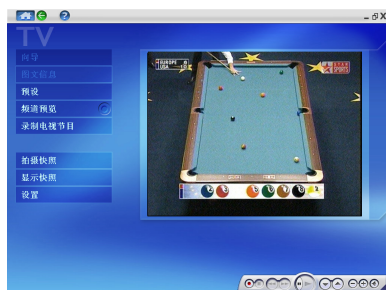 TV
向导
图文信息
预设
频道预览
录制电视节目
拍摄快照
显示快照
设置
EUROPE
USA
SPORTS